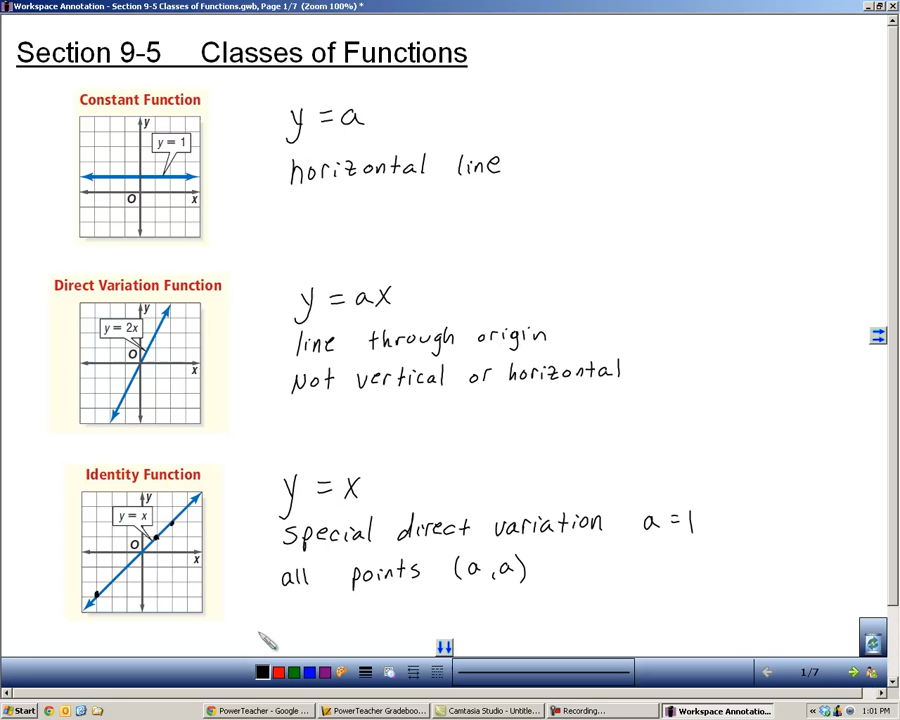 Workspace Annotation - Section 9-5 Classes of Functions.gwb, Page 1/7 (Zoom 100%) *
Section 9-5 Classes of Functions
Constant Function
y
y = 1
O
x
y = a
horizontal line
Direct Variation Function
y
y = 2x
O
x
y = ax
line through origin
Not vertical or horizontal
Identity Function
y
y = x
O
x
y = x
special direct variation a = 1
all points (a, a)
1/7
Start
PowerTeacher - Google ...
PowerTeacher Gradeboo...
Camtasia Studio - Untitle...
Recording...
Workspace Annotatio...
1:01 PM